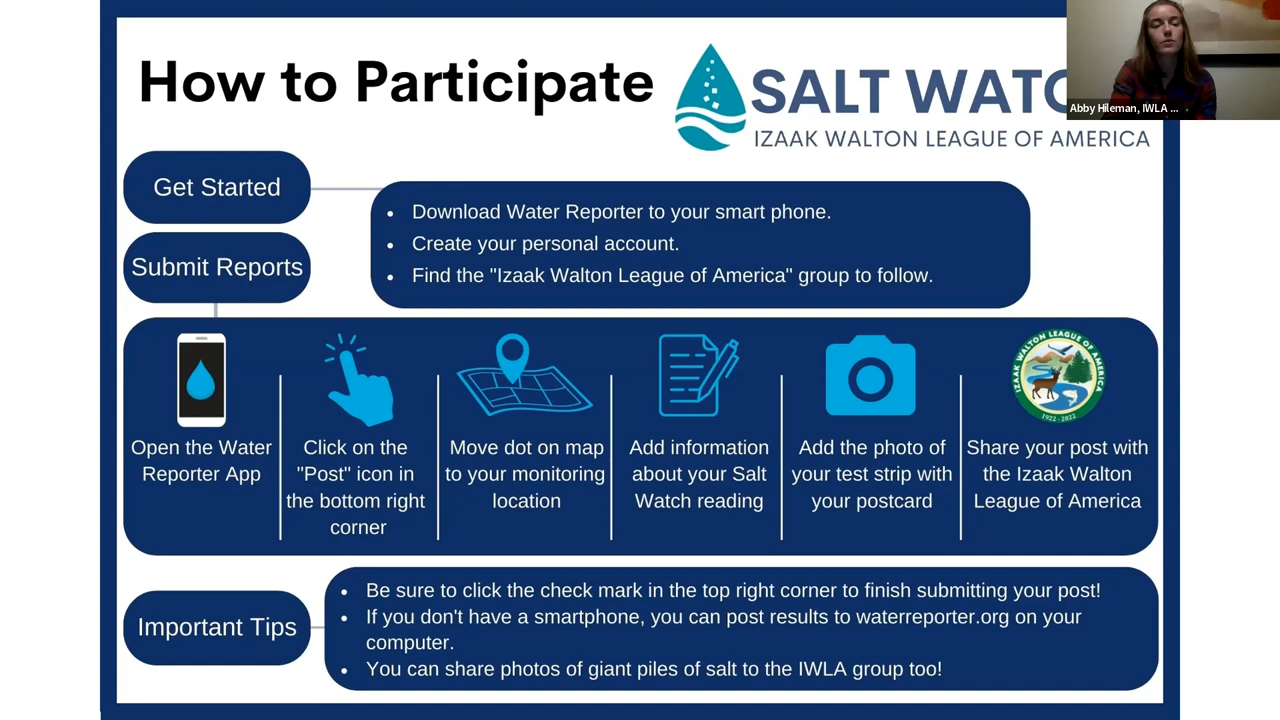 How to Participate
SALT WATC
IZAAK WALTON LEAGUE OF AMERICA
Abby Hileman, IWLA ...
Get Started
Submit Reports
• Download Water Reporter to your smart phone.
• Create your personal account.
• Find the "Izaak Walton League of America" group to follow.
Open the Water
Reporter App
Click on the
"Post" icon in
the bottom right
corner
Move dot on map
to your monitoring
location
Add information
about your Salt
Watch reading
Add the photo of
your test strip with
your postcard
IZAAK WALTON LEAGUE OF AMERICA
1922 - 2022
Share your post with
the Izaak Walton
League of America
Important Tips
• Be sure to click the check mark in the top right corner to finish submitting your post!
• If you don't have a smartphone, you can post results to waterreporter.org on your
computer.
• You can share photos of giant piles of salt to the IWLA group too!